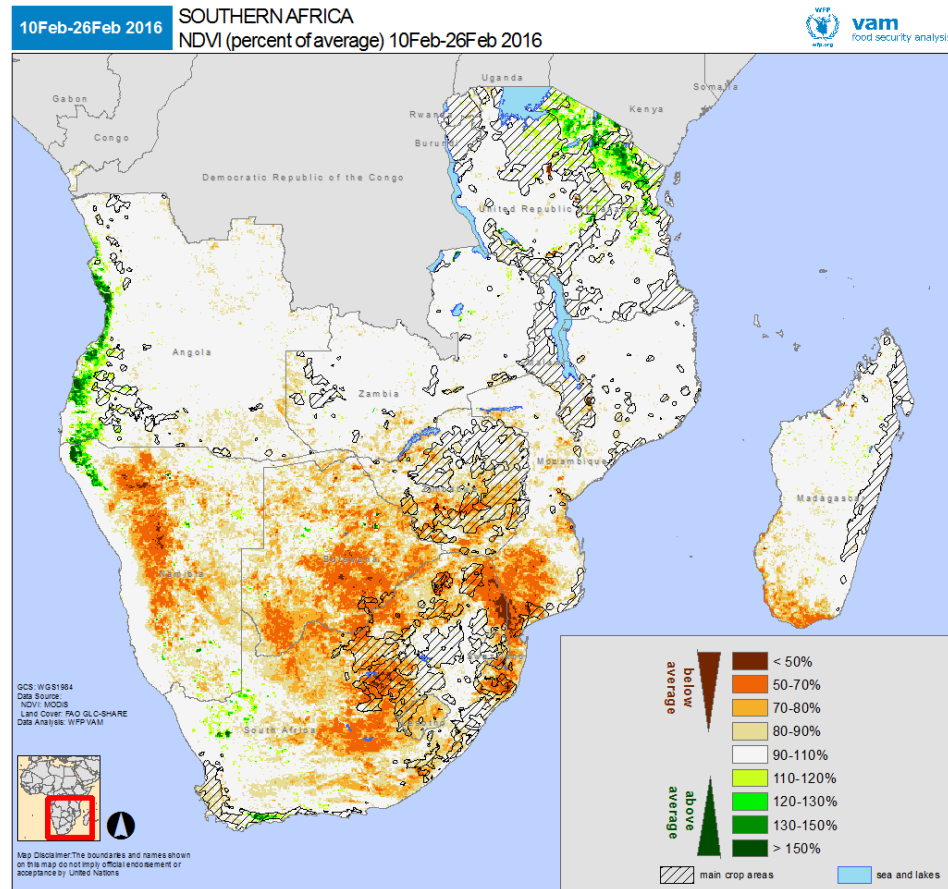 10Feb-26Feb 2016
SOUTHERN AFRICA
NDVI (percent of average) 10Feb-26Feb 2016
WFP
wfp.org
vam
food security analysis
Uganda
Somalia
Gabon
Kenya
Congo
Burundi
Democratic Republic of the Congo
United Republic of Tanzania
Angola
Zambia
Mozambique
Madagascar
Botswana
Namibia
South Africa
GCS: WGS1984
Data Source:
NDVI: MODIS
Land Cover: FAO GLC-SHARE
Data Analysis: WFP VAM
Map Disclaimer:The boundaries and names shown
on this map do not imply official endorsement or
acceptance by United Nations
below
average
above
average
< 50%
50-70%
70-80%
80-90%
90-110%
110-120%
120-130%
130-150%
> 150%
main crop areas
sea and lakes